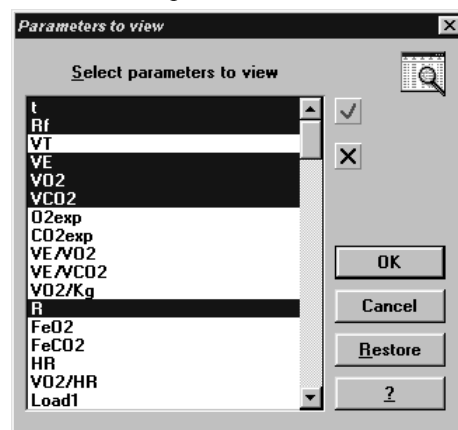 Parameters to view
Select parameters to view
t
Rf
VT
VE
VO2
VCO2
O2exp
CO2exp
VE/VO2
VE/VCO2
VO2/Kg
R
FeO2
FeCO2
HR
VO2/HR
Load1
OK
Cancel
Restore
?